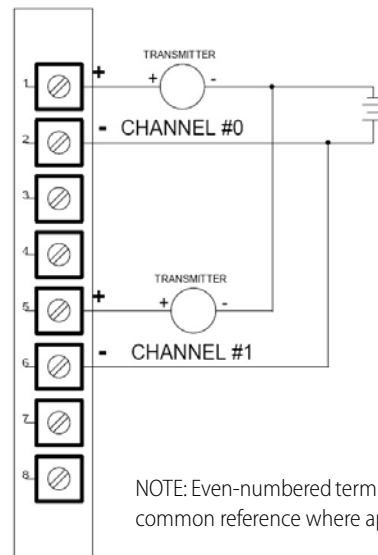 TRANSMITTER
1 + + -
2 - CHANNEL #0
3
4
TRANSMITTER
5 + + -
6 - CHANNEL #1
7
8
NOTE: Even-numbered term
common reference where